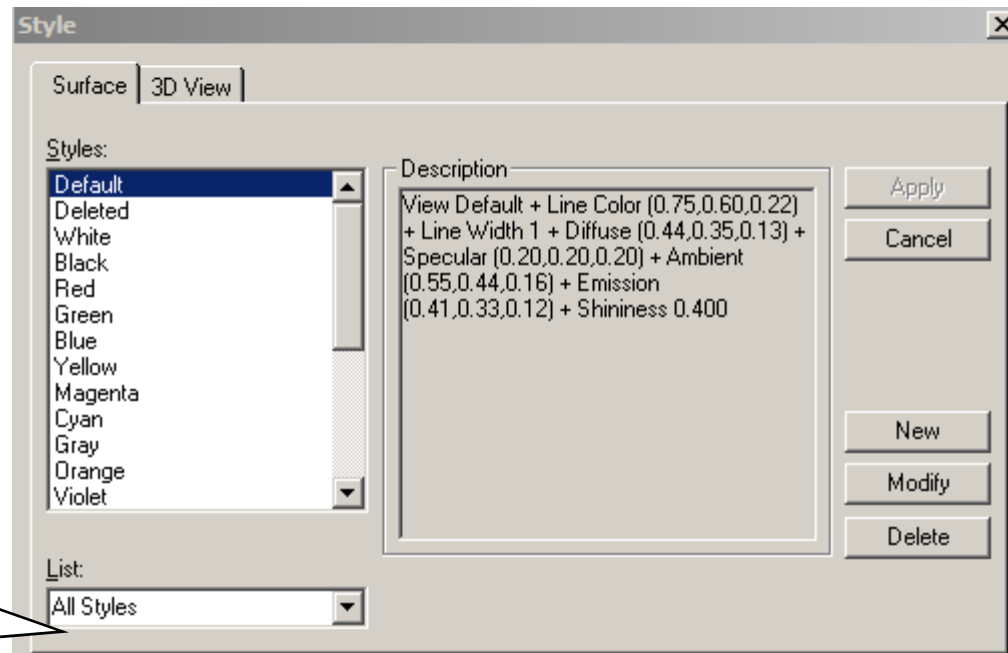 Style
Surface
3D View
Styles:
Default
Deleted
White
Black
Red
Green
Blue
Yellow
Magenta
Cyan
Gray
Orange
Violet
Description
View Default + Line Color (0.75,0.60,0.22)
+ Line Width 1 + Diffuse (0.44,0.35,0.13) +
Specular (0.20,0.20,0.20) + Ambient
(0.55,0.44,0.16) + Emission
(0.41,0.33,0.12) + Shininess 0.400
Apply
Cancel
New
Modify
Delete
List:
All Styles